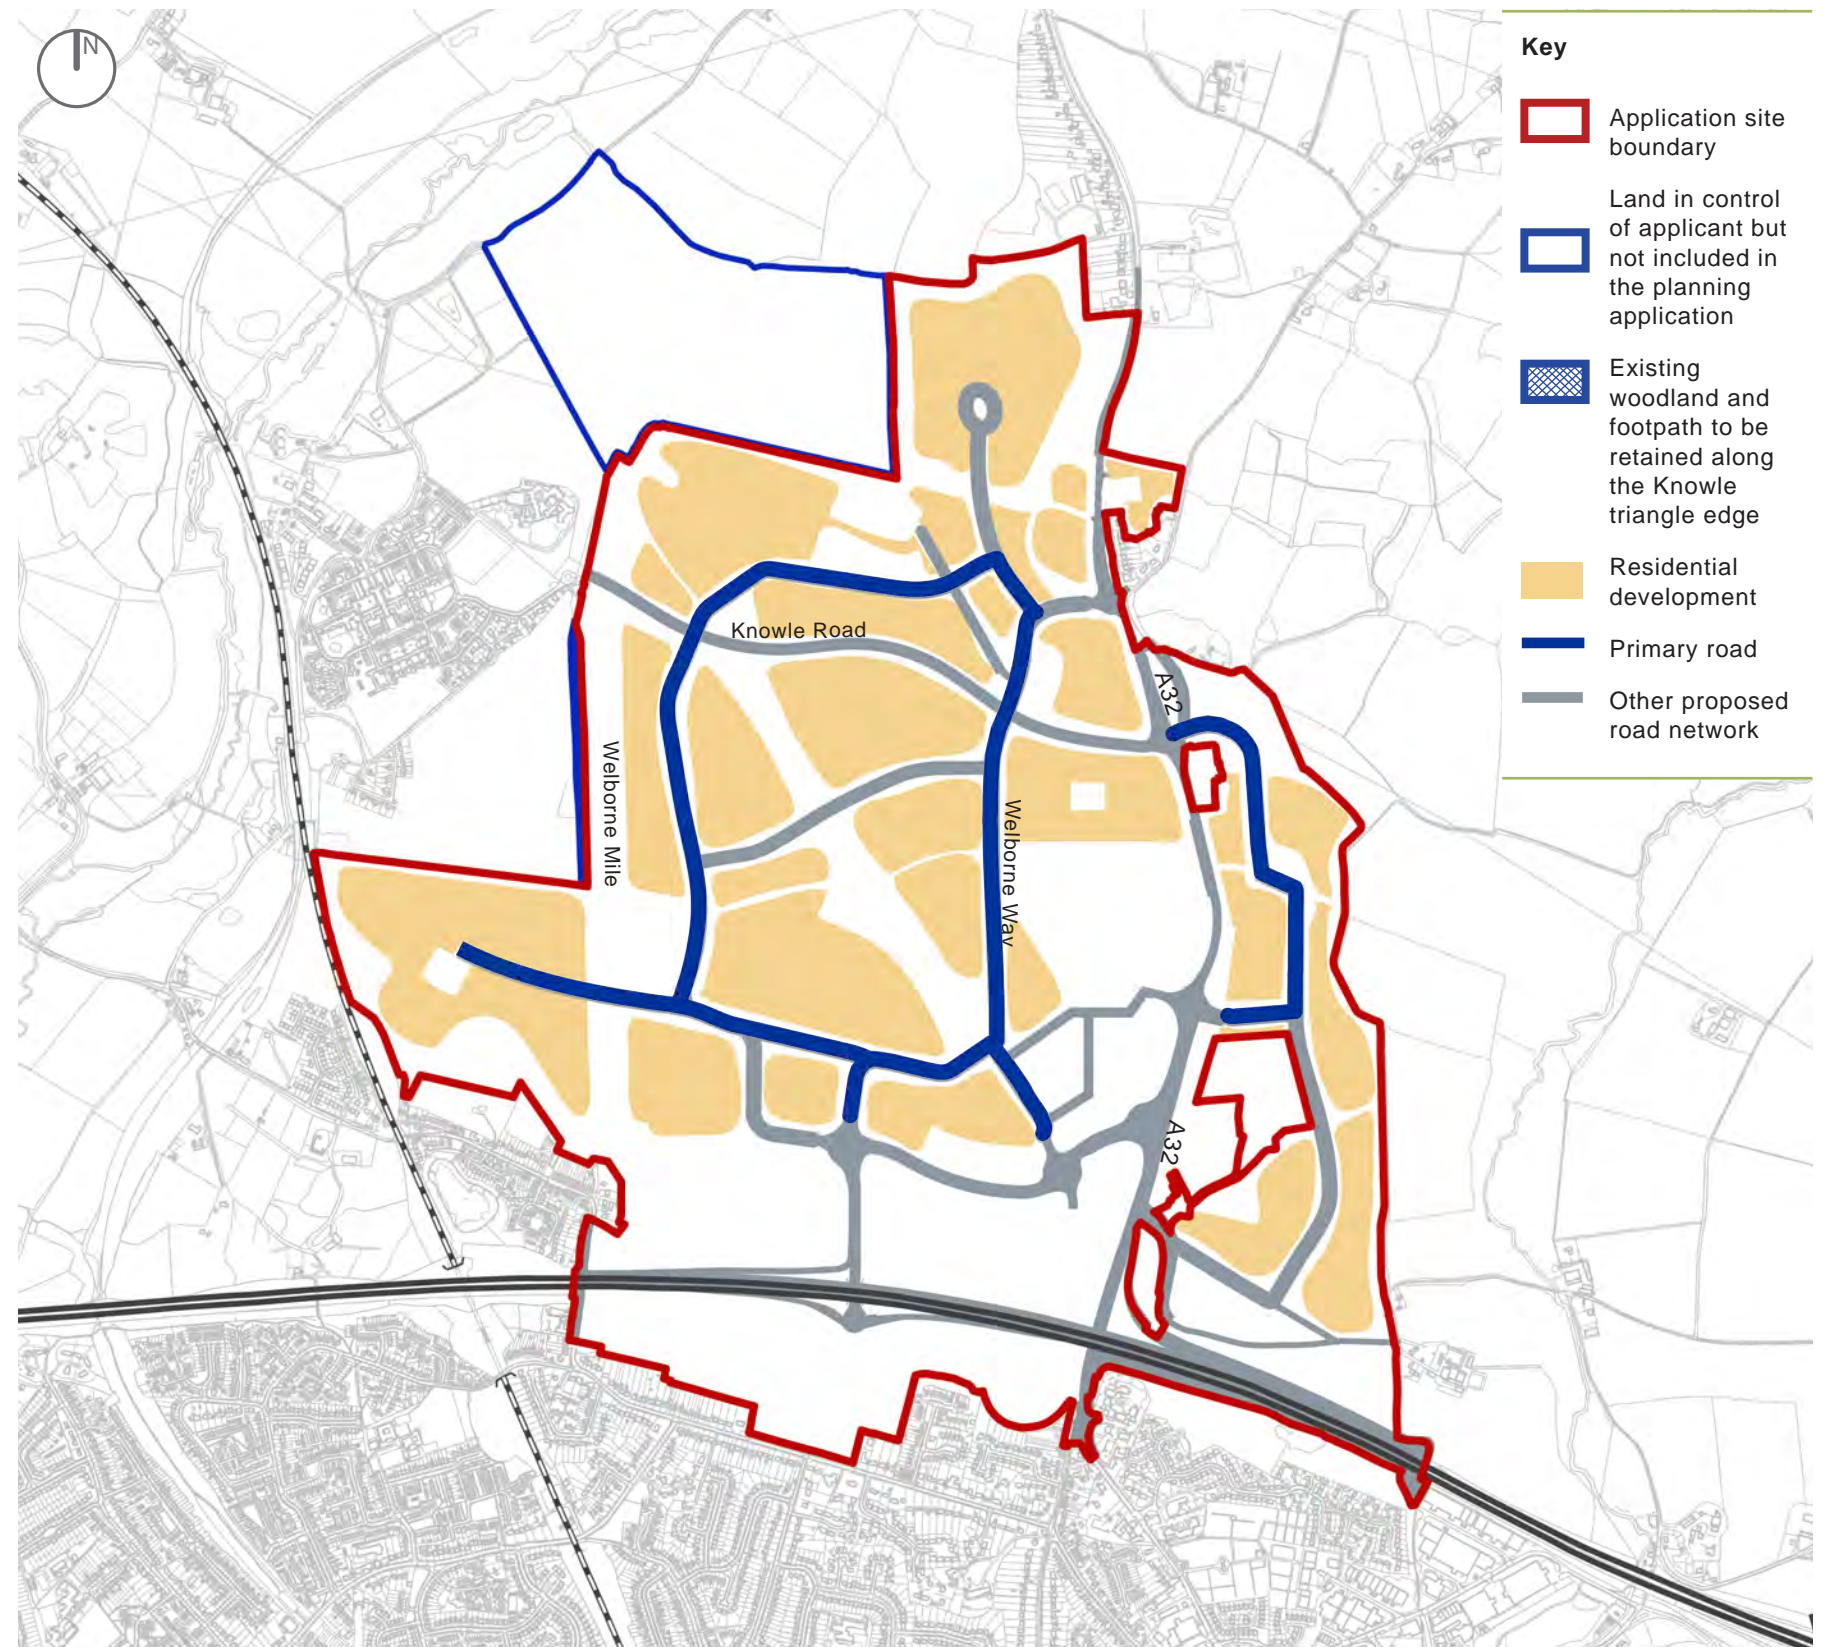 N
Key
Application site
boundary
Land in control
of applicant but
not included in
the planning
application
Existing
woodland and
footpath to be
retained along
the Knowle
triangle edge
Residential
development
Primary road
Other proposed
road network
Knowle Road
A32
Welborne Mile
Welborne Way
A32